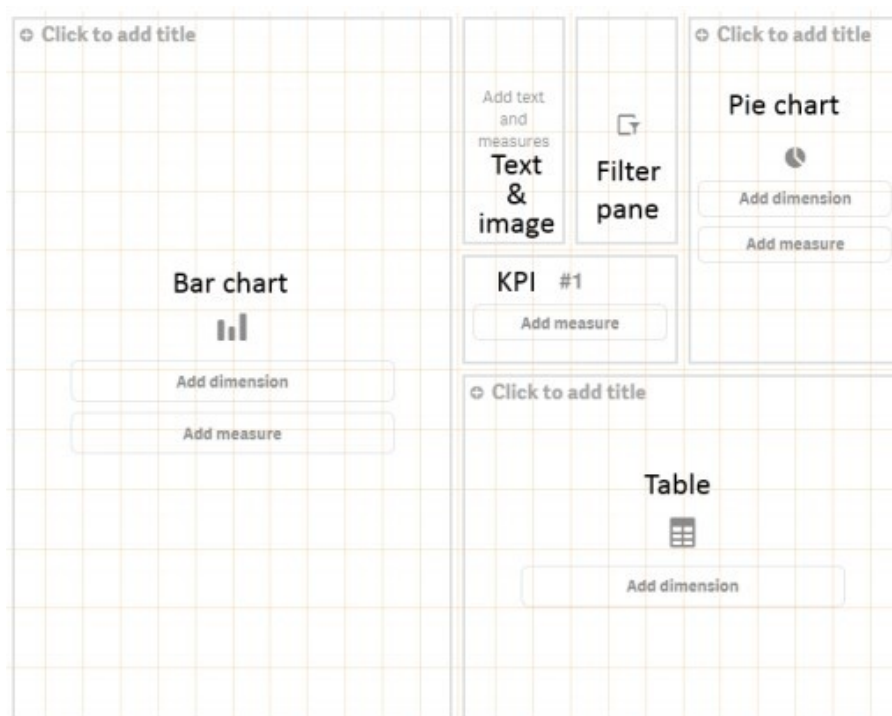 Click to add title
Bar chart
Add dimension
Add measure
Add text
and
measures
Text
&
image
Filter
pane
Click to add title
Pie chart
Add dimension
Add measure
KPI #1
Add measure
Click to add title
Table
Add dimension